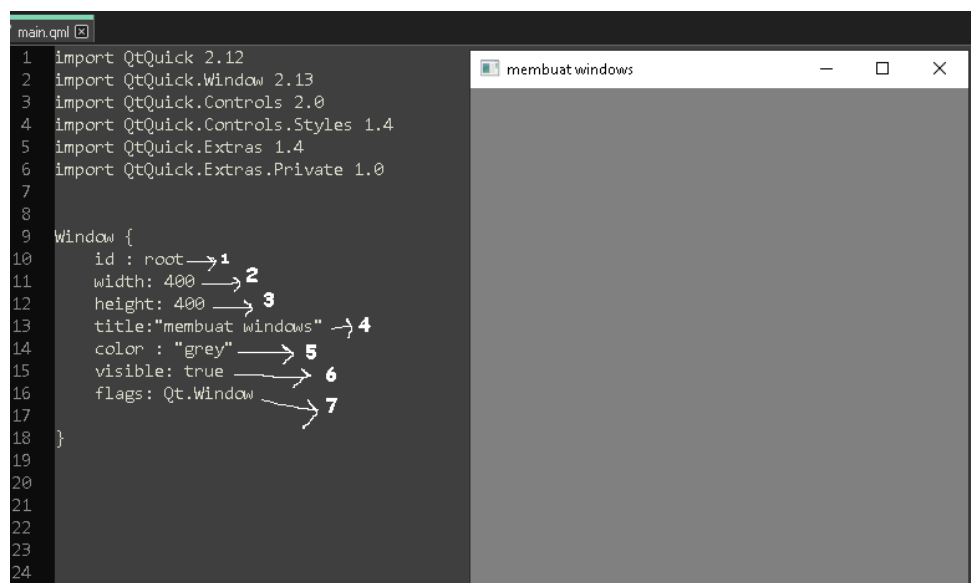 main.qml
1 import QtQuick 2.12
2 import QtQuick.Window 2.13
3 import QtQuick.Controls 2.0
4 import QtQuick.Controls.Styles 1.4
5 import QtQuick.Extras 1.4
6 import QtQuick.Extras.Private 1.0
7
8
9 Window {
10 id : root 1
11 width: 400 2
12 height: 400 3
13 title:"membuat windows" 4
14 color : "grey" 5
15 visible: true 6
16 flags: Qt.Window 7
17
18 }
19
20
21
22
23
24
membuat windows